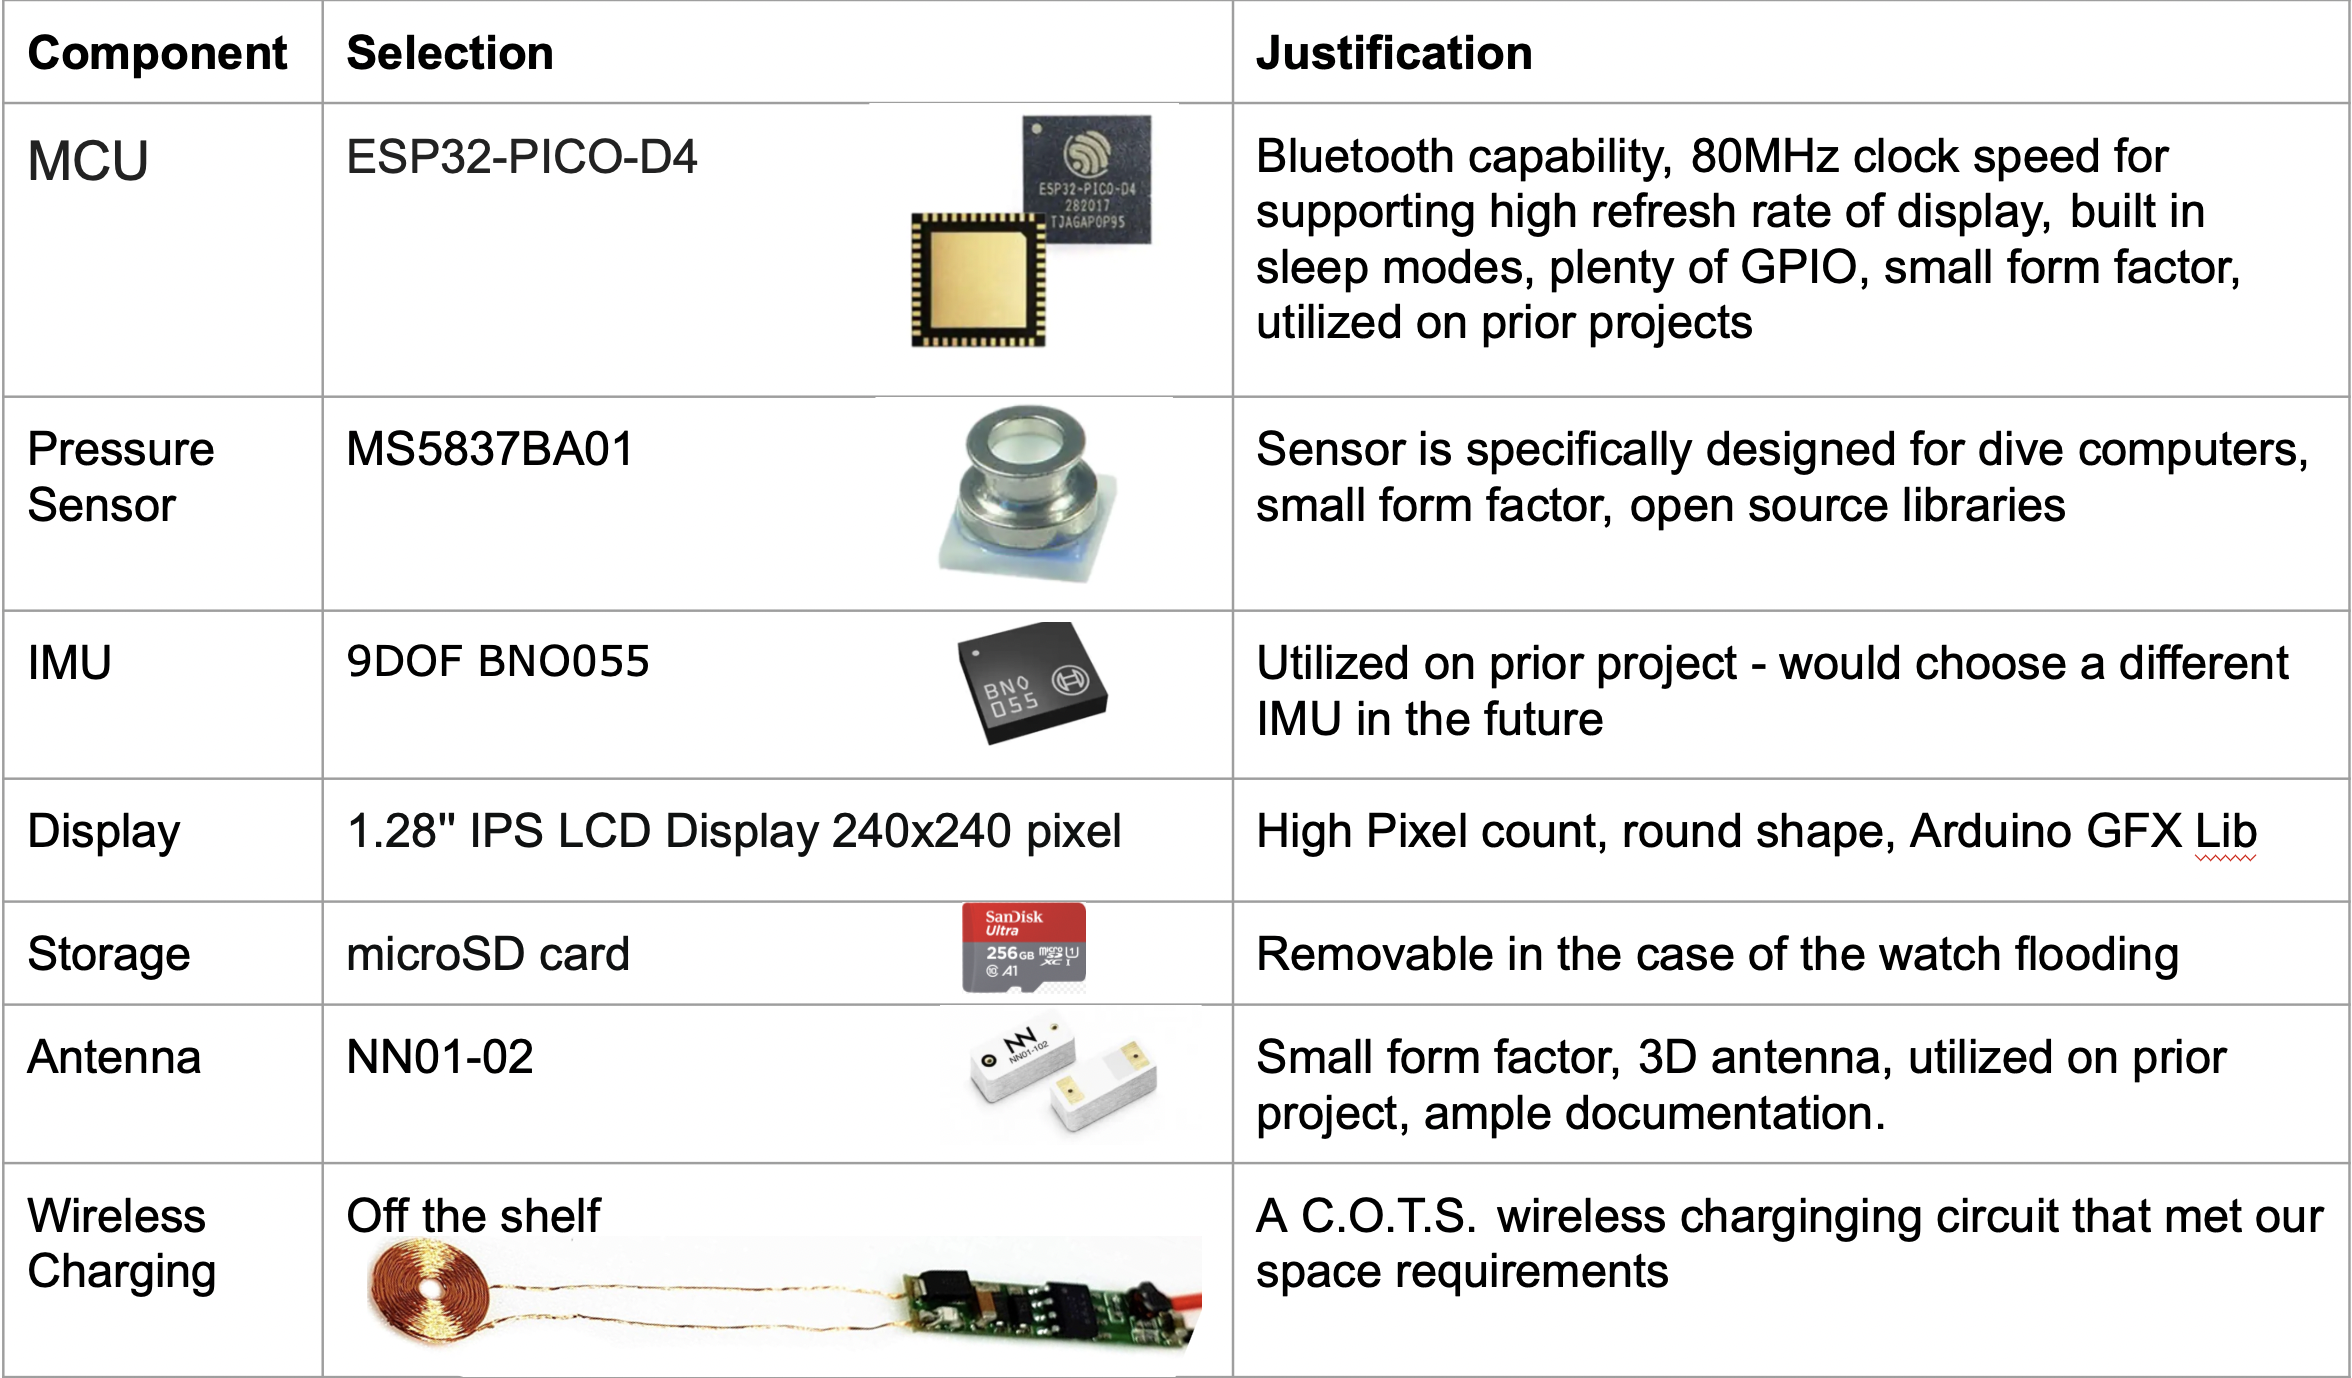 Component
Selection
Justification
MCU
ESP32-PICO-D4
ESP32-PICO-D4
282017
TJAGAP0P95
Bluetooth capability, 80MHz clock speed for
supporting high refresh rate of display, built in
sleep modes, plenty of GPIO, small form factor,
utilized on prior projects
Pressure
Sensor
MS5837BA01
Sensor is specifically designed for dive computers,
small form factor, open source libraries
IMU
9DOF BNO055
BNO
055
Utilized on prior project - would choose a different
IMU in the future
Display
1.28" IPS LCD Display 240x240 pixel
High Pixel count, round shape, Arduino GFX Lib
Storage
microSD card
SanDisk
Ultra
256GB micro SD XC I U1
C10 A1
Removable in the case of the watch flooding
Antenna
NN01-02
NN
NN01-102
Small form factor, 3D antenna, utilized on prior
project, ample documentation.
Wireless
Charging
Off the shelf
A C.O.T.S. wireless charginging circuit that met our
space requirements